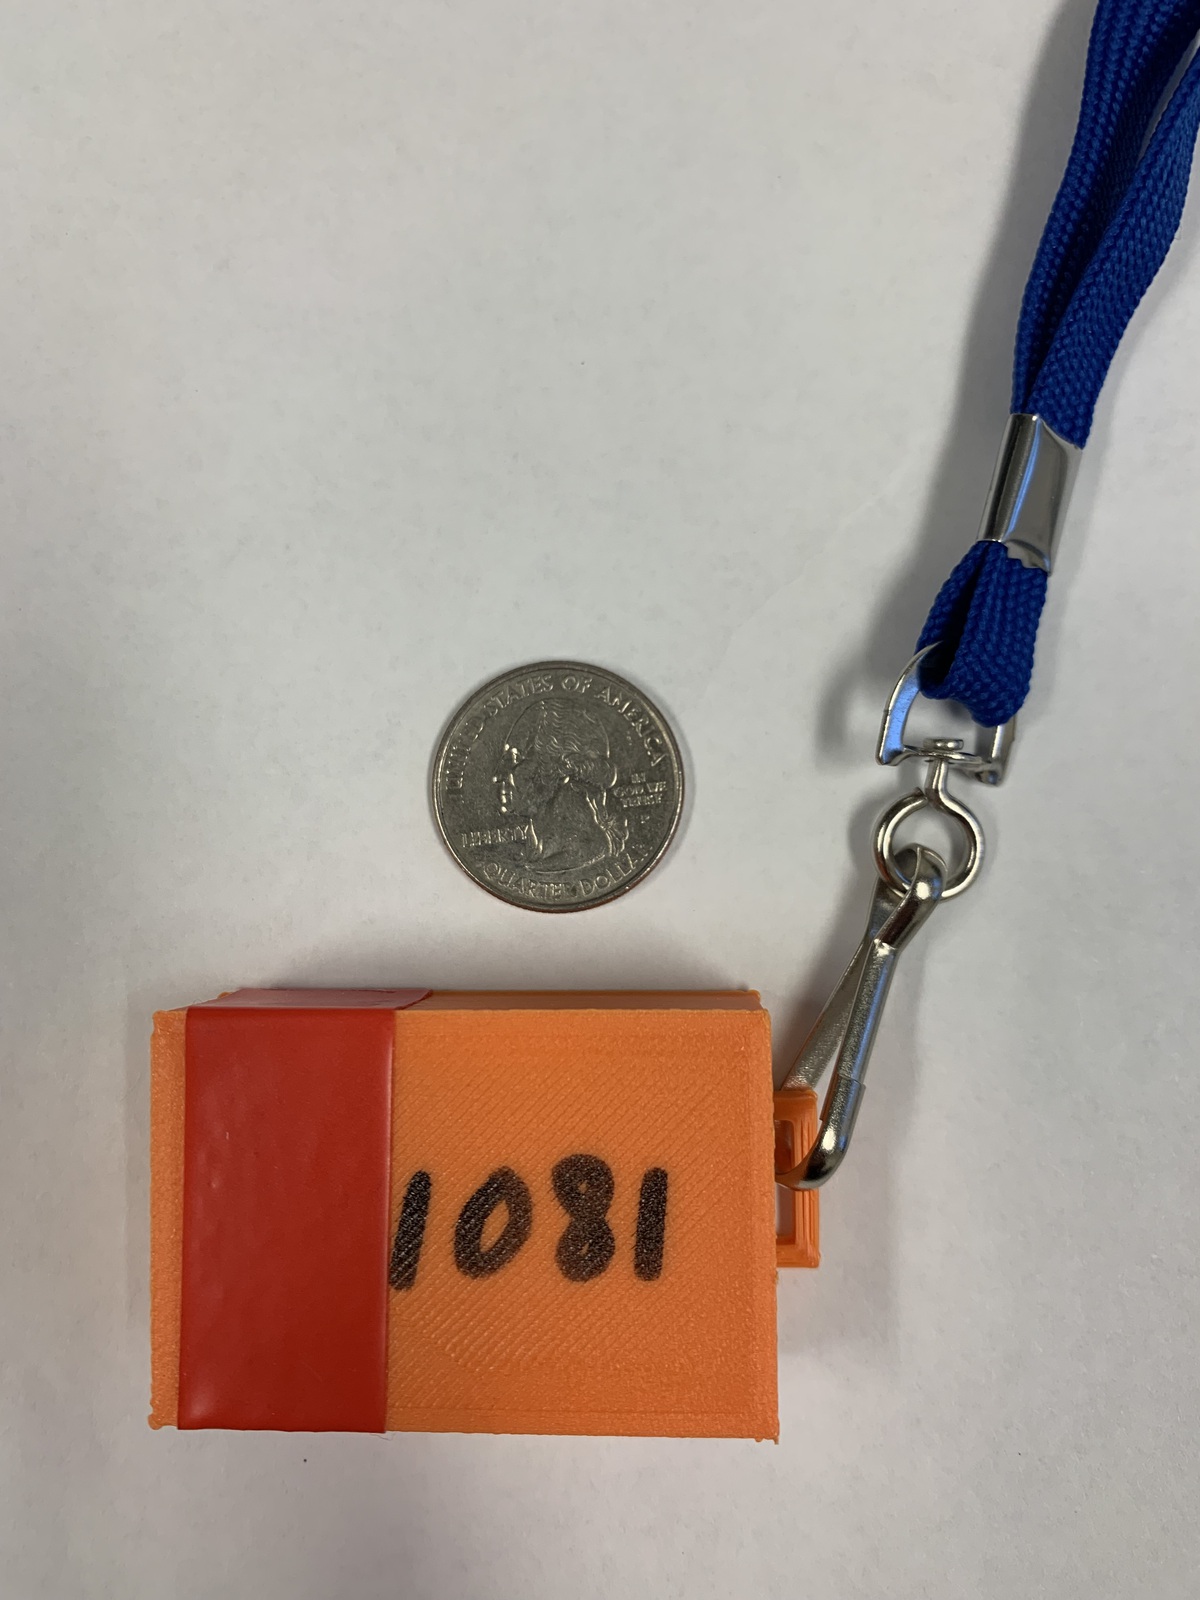 UNITED STATES OF AMERICA
IN
GOD WE
TRUST
LIBERTY
QUARTER DOLLAR
1081